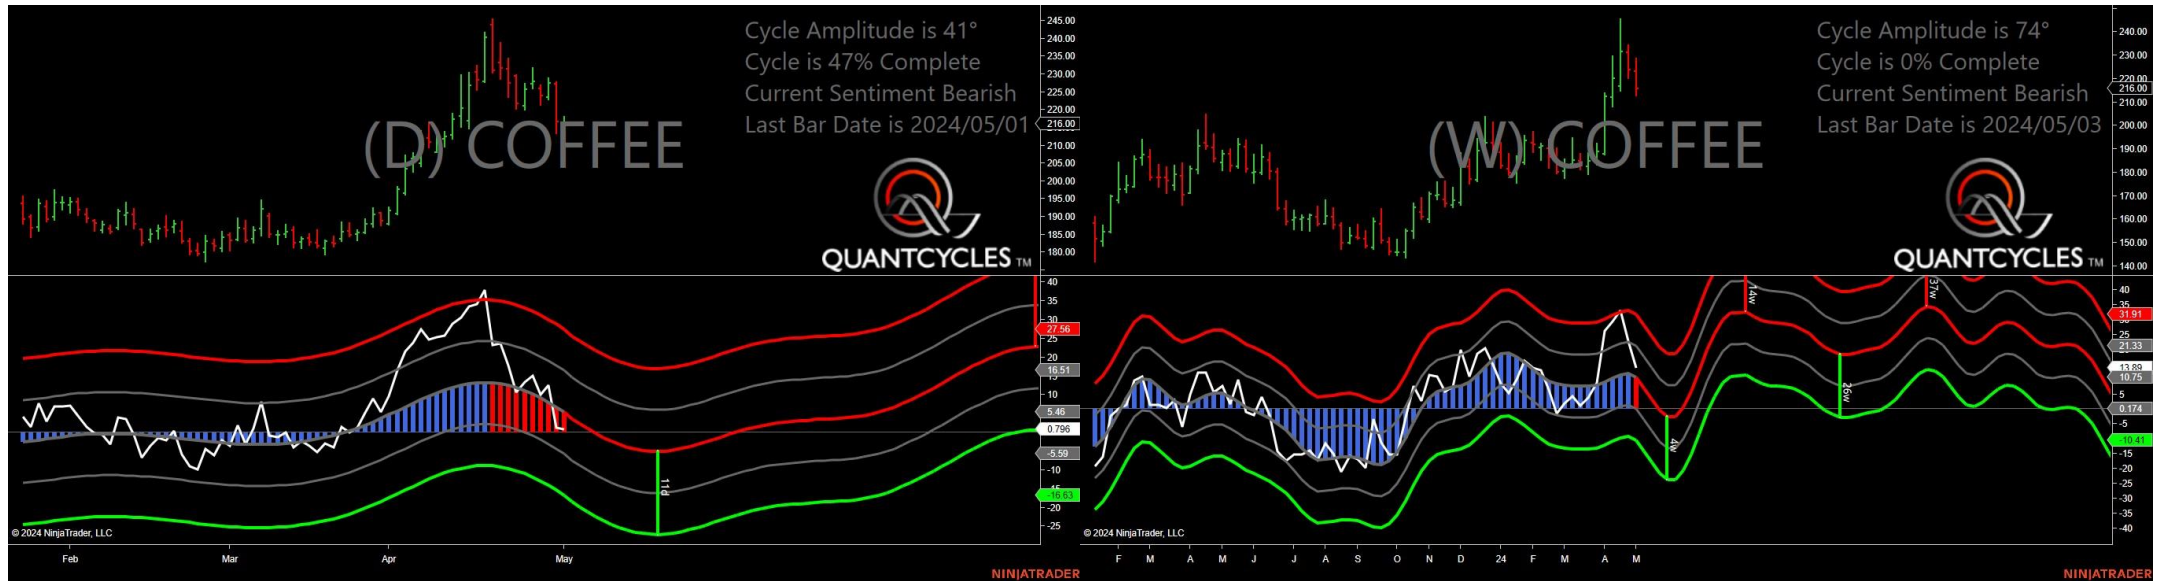 Cycle Amplitude is 41°
Cycle is 47% Complete
Current Sentiment Bearish
Last Bar Date is 2024/05/01
(D) COFFEE
QUANTCYCLES TM
245.00
240.00
235.00
230.00
225.00
220.00
216.00
210.00
205.00
200.00
195.00
190.00
185.00
180.00
40
35
30
27.56
25
20
16.51
10
5.46
0.796
-5.59
-10
-16.63
-20
-25
11d
© 2024 NinjaTrader, LLC
Feb Mar Apr May
NINJATRADER
Cycle Amplitude is 74°
Cycle is 0% Complete
Current Sentiment Bearish
Last Bar Date is 2024/05/03
(W) COFFEE
QUANTCYCLES TM
240.00
230.00
220.00
216.00
210.00
200.00
190.00
180.00
170.00
160.00
150.00
140.00
14w
37w
26w
4w
40
35
31.91
25
21.33
13.89
10.75
5
0.174
-5
-10.41
-15
-20
-25
-30
-35
-40
© 2024 NinjaTrader, LLC
F M A M J J A S O N D 24 F M A M
NINJATRADER